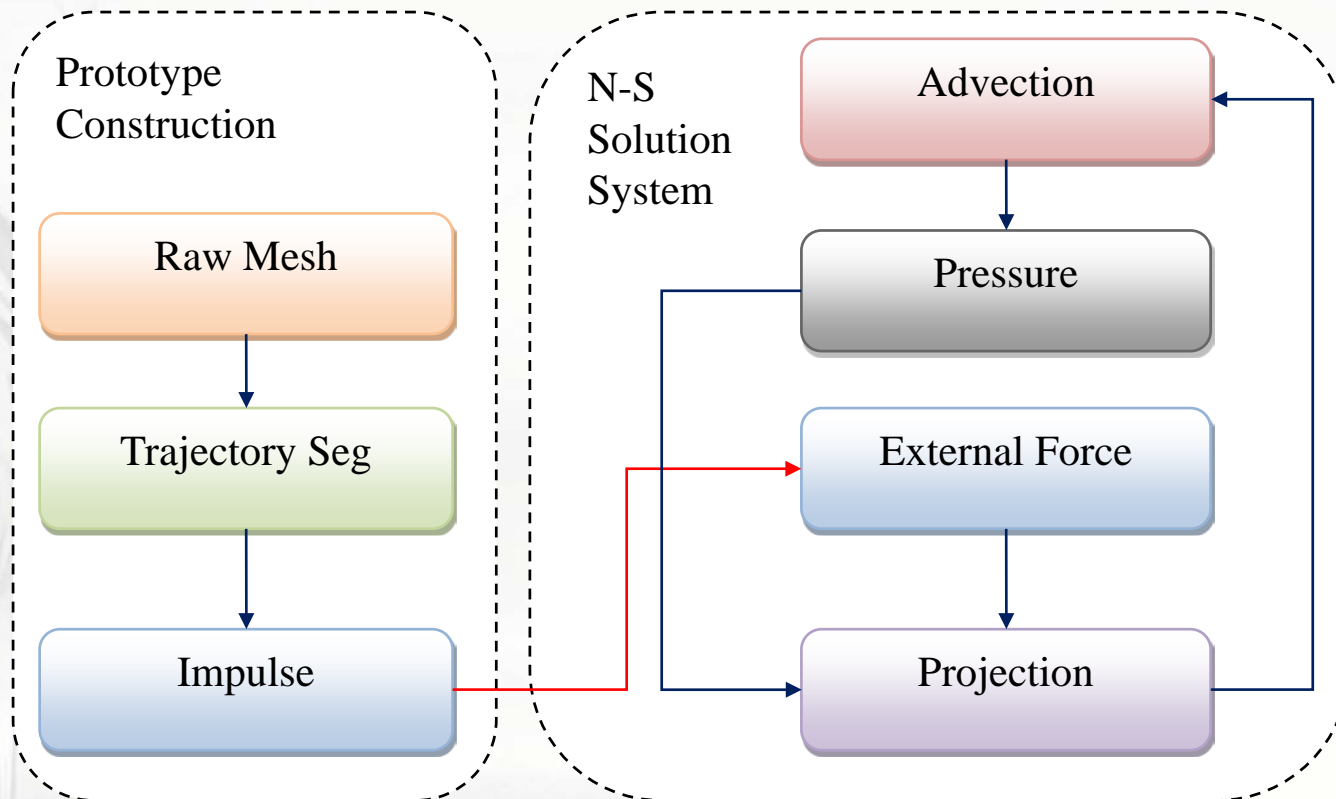 Prototype
Construction
Raw Mesh
Trajectory Seg
Impulse
N-S
Solution
System
Advection
Pressure
External Force
Projection